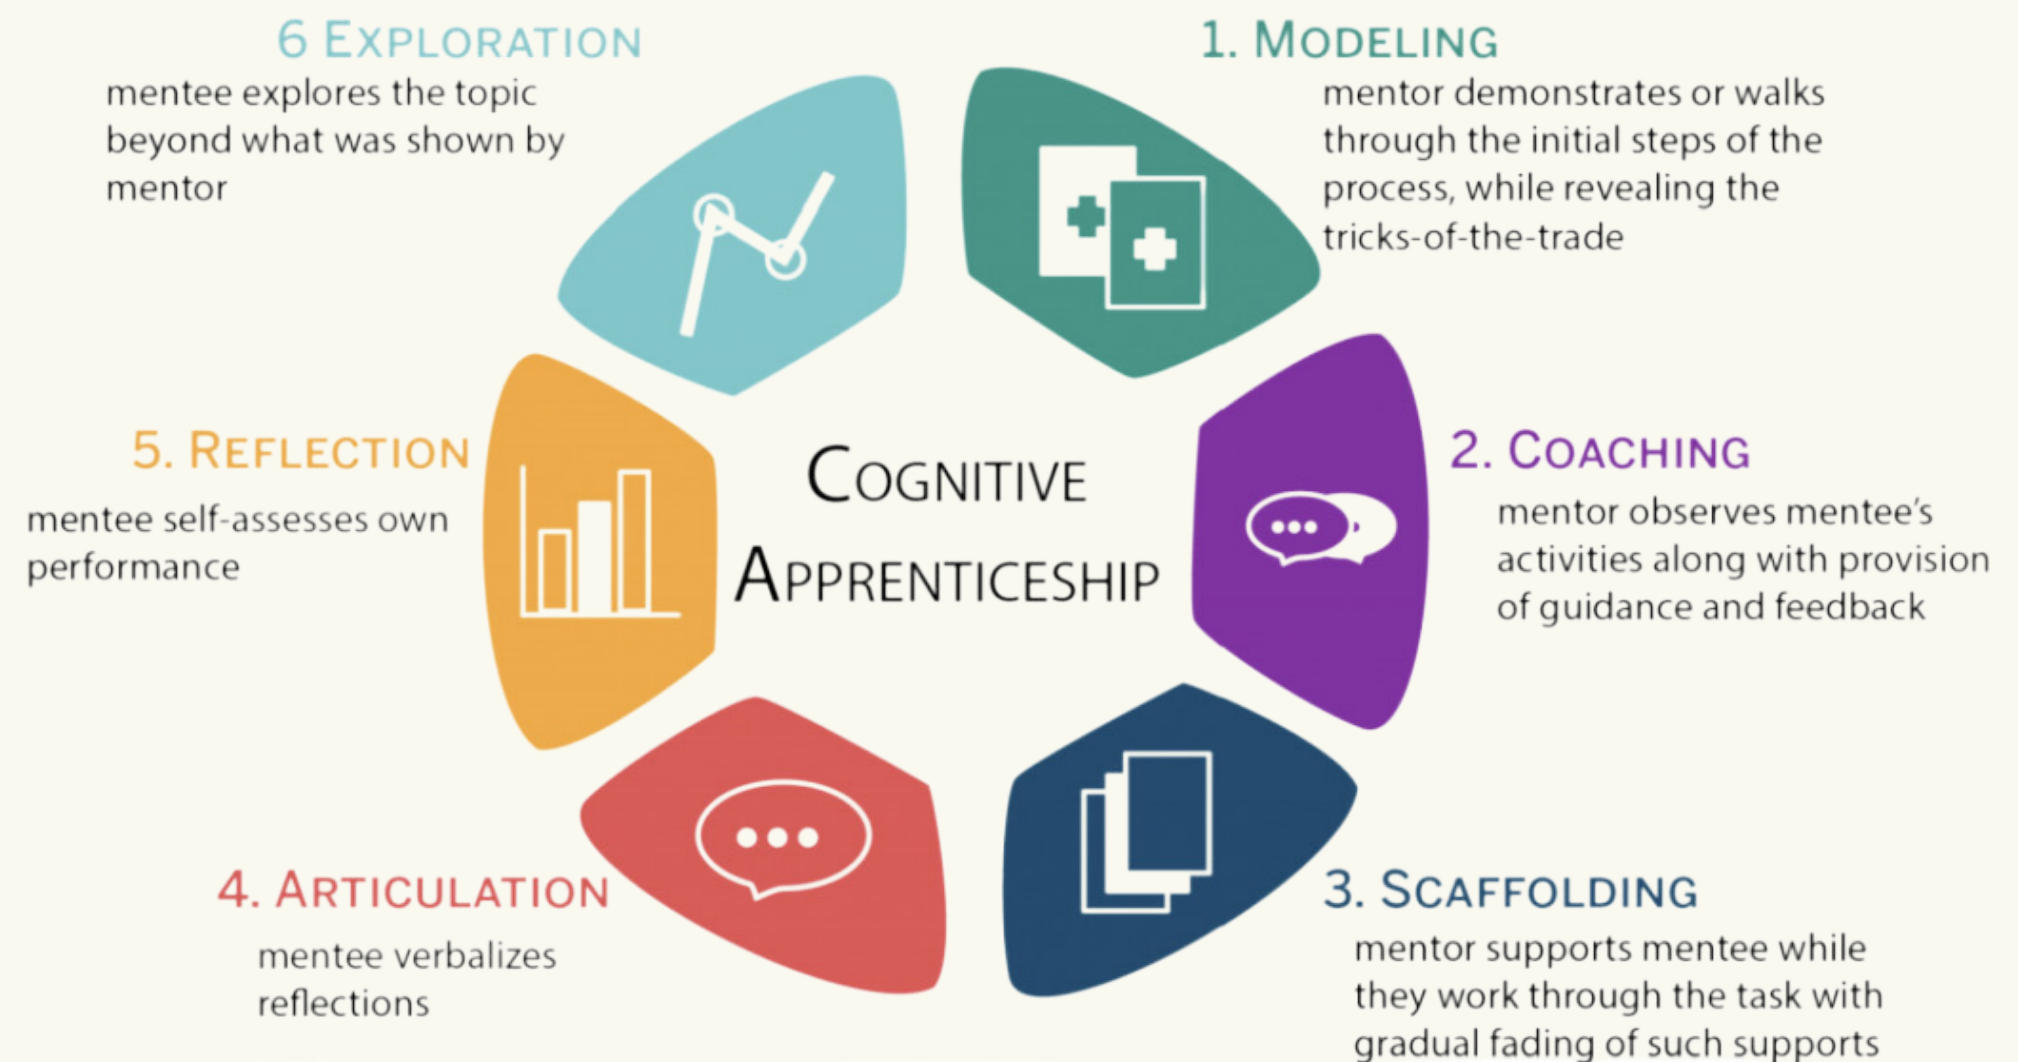 6 EXPLORATION
mentee explores the topic
beyond what was shown by
mentor
1. MODELING
mentor demonstrates or walks
through the initial steps of the
process, while revealing the
tricks-of-the-trade
5. REFLECTION
mentee self-assesses own
performance
COGNITIVE
APPRENTICESHIP
2. COACHING
mentor observes mentee's
activities along with provision
of guidance and feedback
4. ARTICULATION
mentee verbalizes
reflections
3. SCAFFOLDING
mentor supports mentee while
they work through the task with
gradual fading of such supports